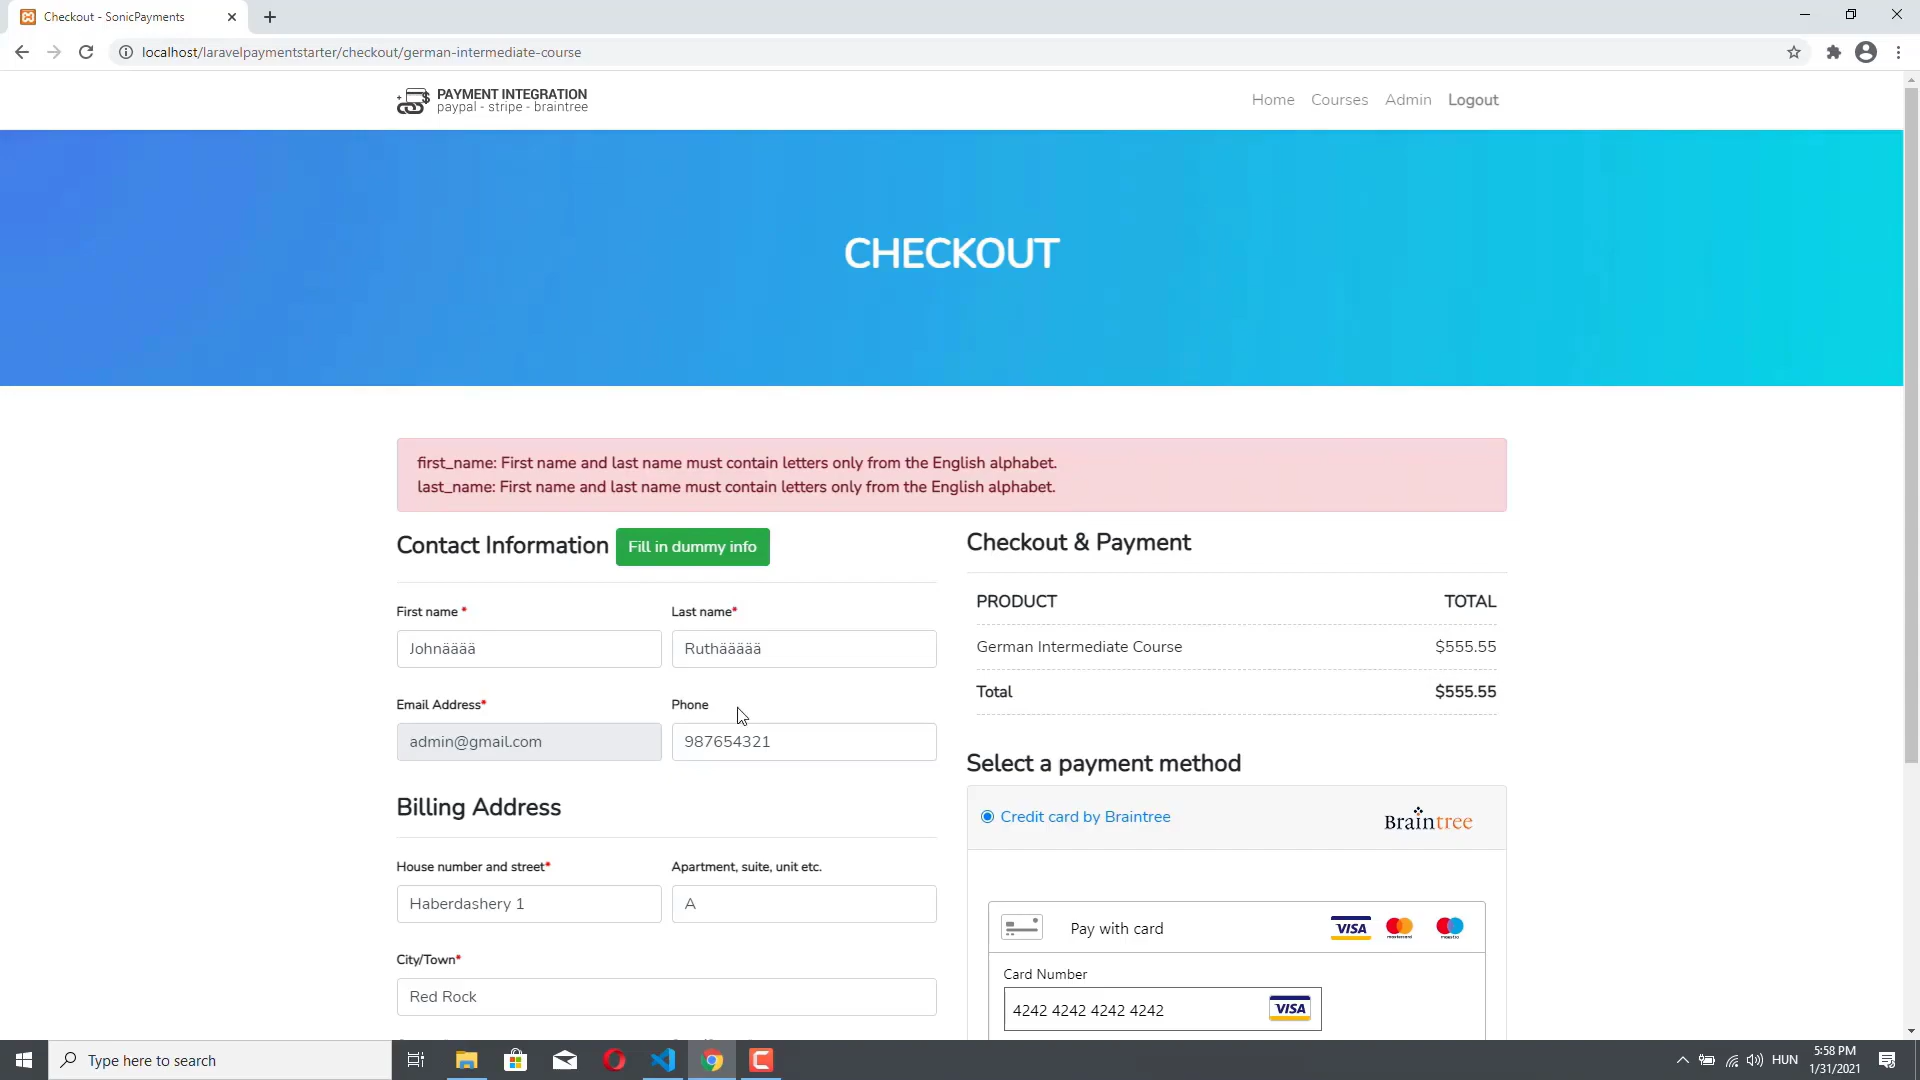 Checkout - SonicPayments
localhost/laravelpaymentstarter/checkout/german-intermediate-course
PAYMENT INTEGRATION
paypal - stripe - braintree
Home Courses Admin Logout
CHECKOUT
first_name: First name and last name must contain letters only from the English alphabet.
last_name: First name and last name must contain letters only from the English alphabet.
Contact Information Fill in dummy info
First name * Last name*
Johnääää Ruthäääää
Email Address* Phone
admin@gmail.com 987654321
Billing Address
House number and street* Apartment, suite, unit etc.
Haberdashery 1 A
City/Town*
Red Rock
Checkout & Payment
PRODUCT TOTAL
German Intermediate Course $555.55
Total $555.55
Select a payment method
Credit card by Braintree Braintree
Pay with card VISA
Card Number
4242 4242 4242 4242 VISA
Type here to search
HUN 5:58 PM
1/31/2021